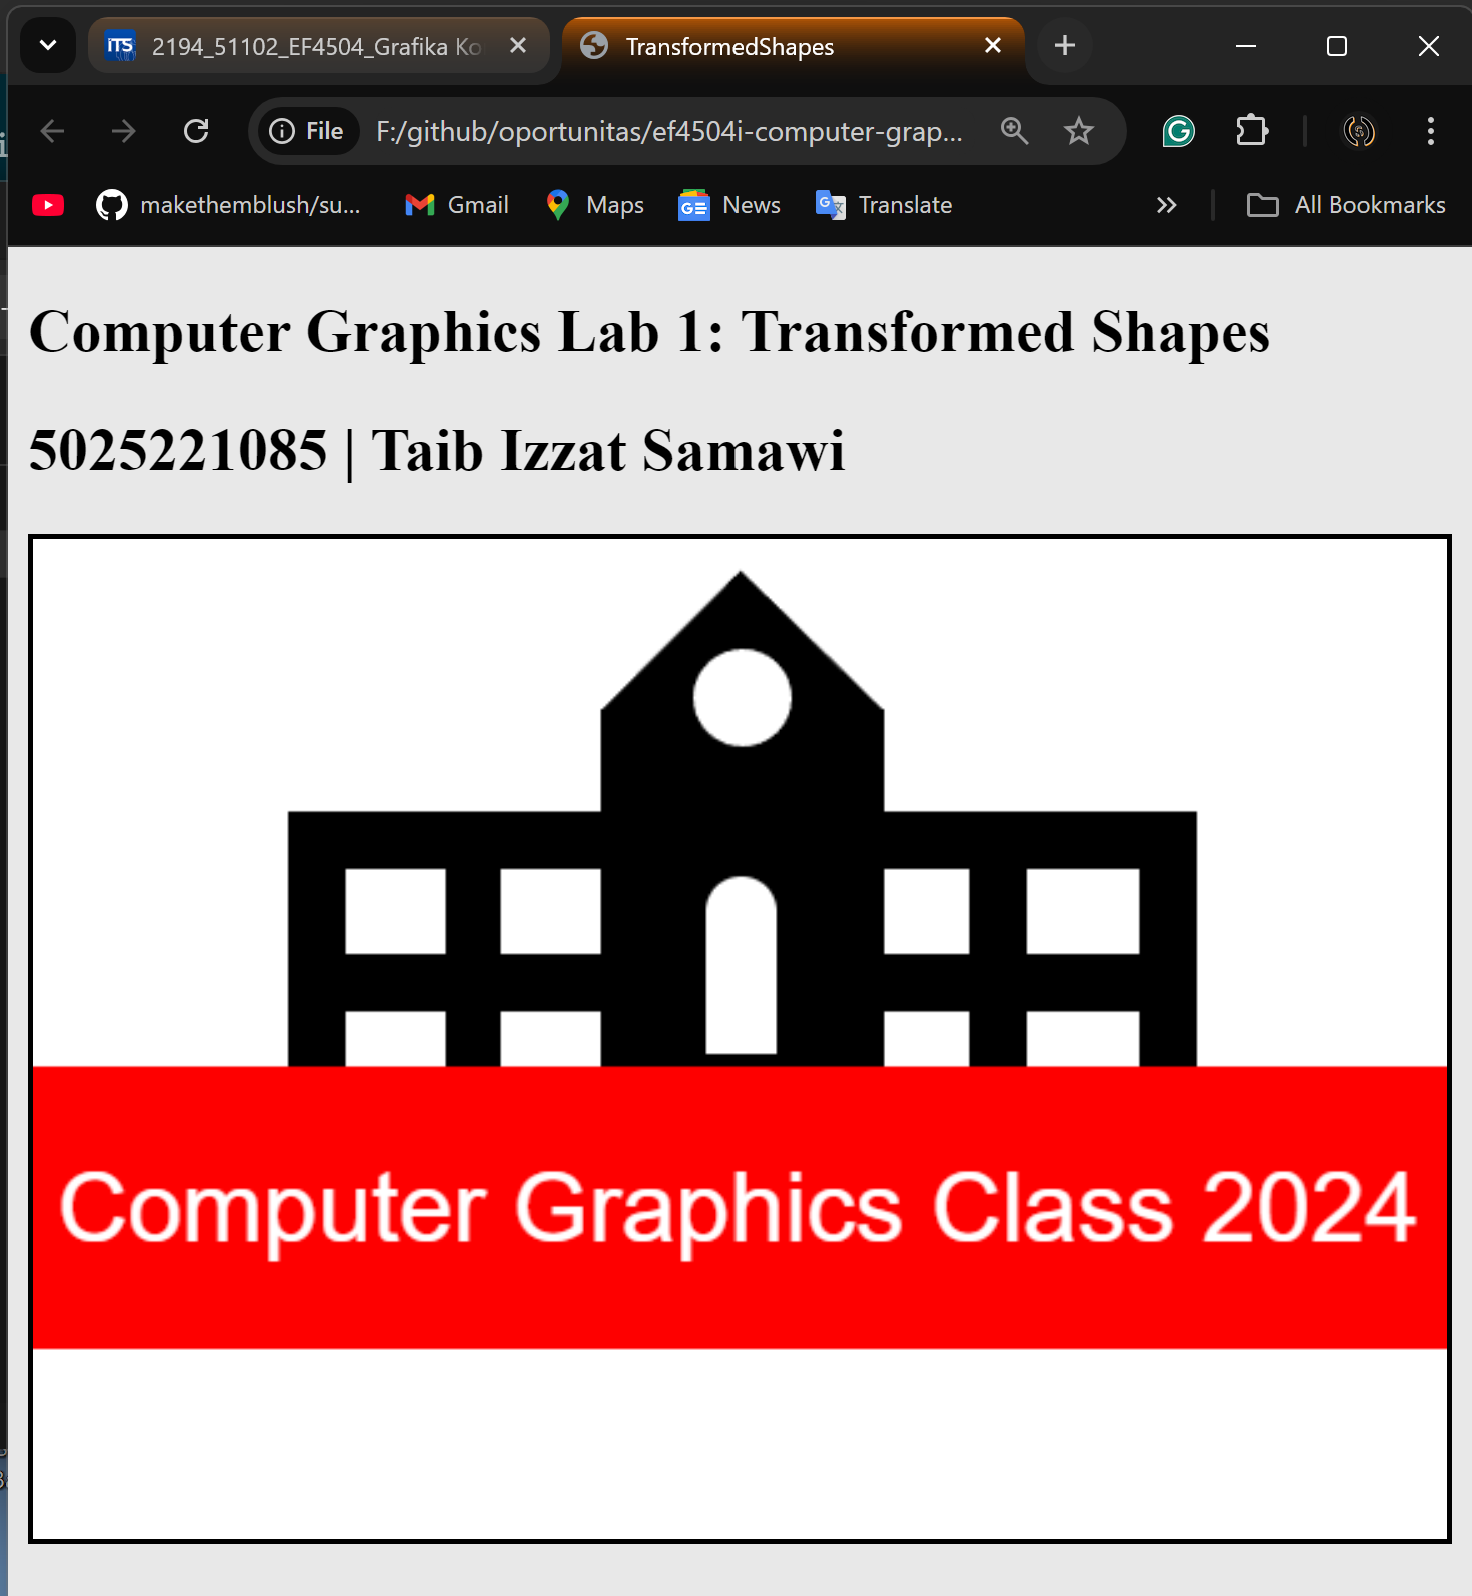 iTS 2194_51102_EF4504_Grafika Ko TransformedShapes
File F:/github/oportunitas/ef4504i-computer-grap...
makethemblush/su... Gmail Maps News Translate All Bookmarks
Computer Graphics Lab 1: Transformed Shapes
5025221085 | Taib Izzat Samawi
Computer Graphics Class 2024